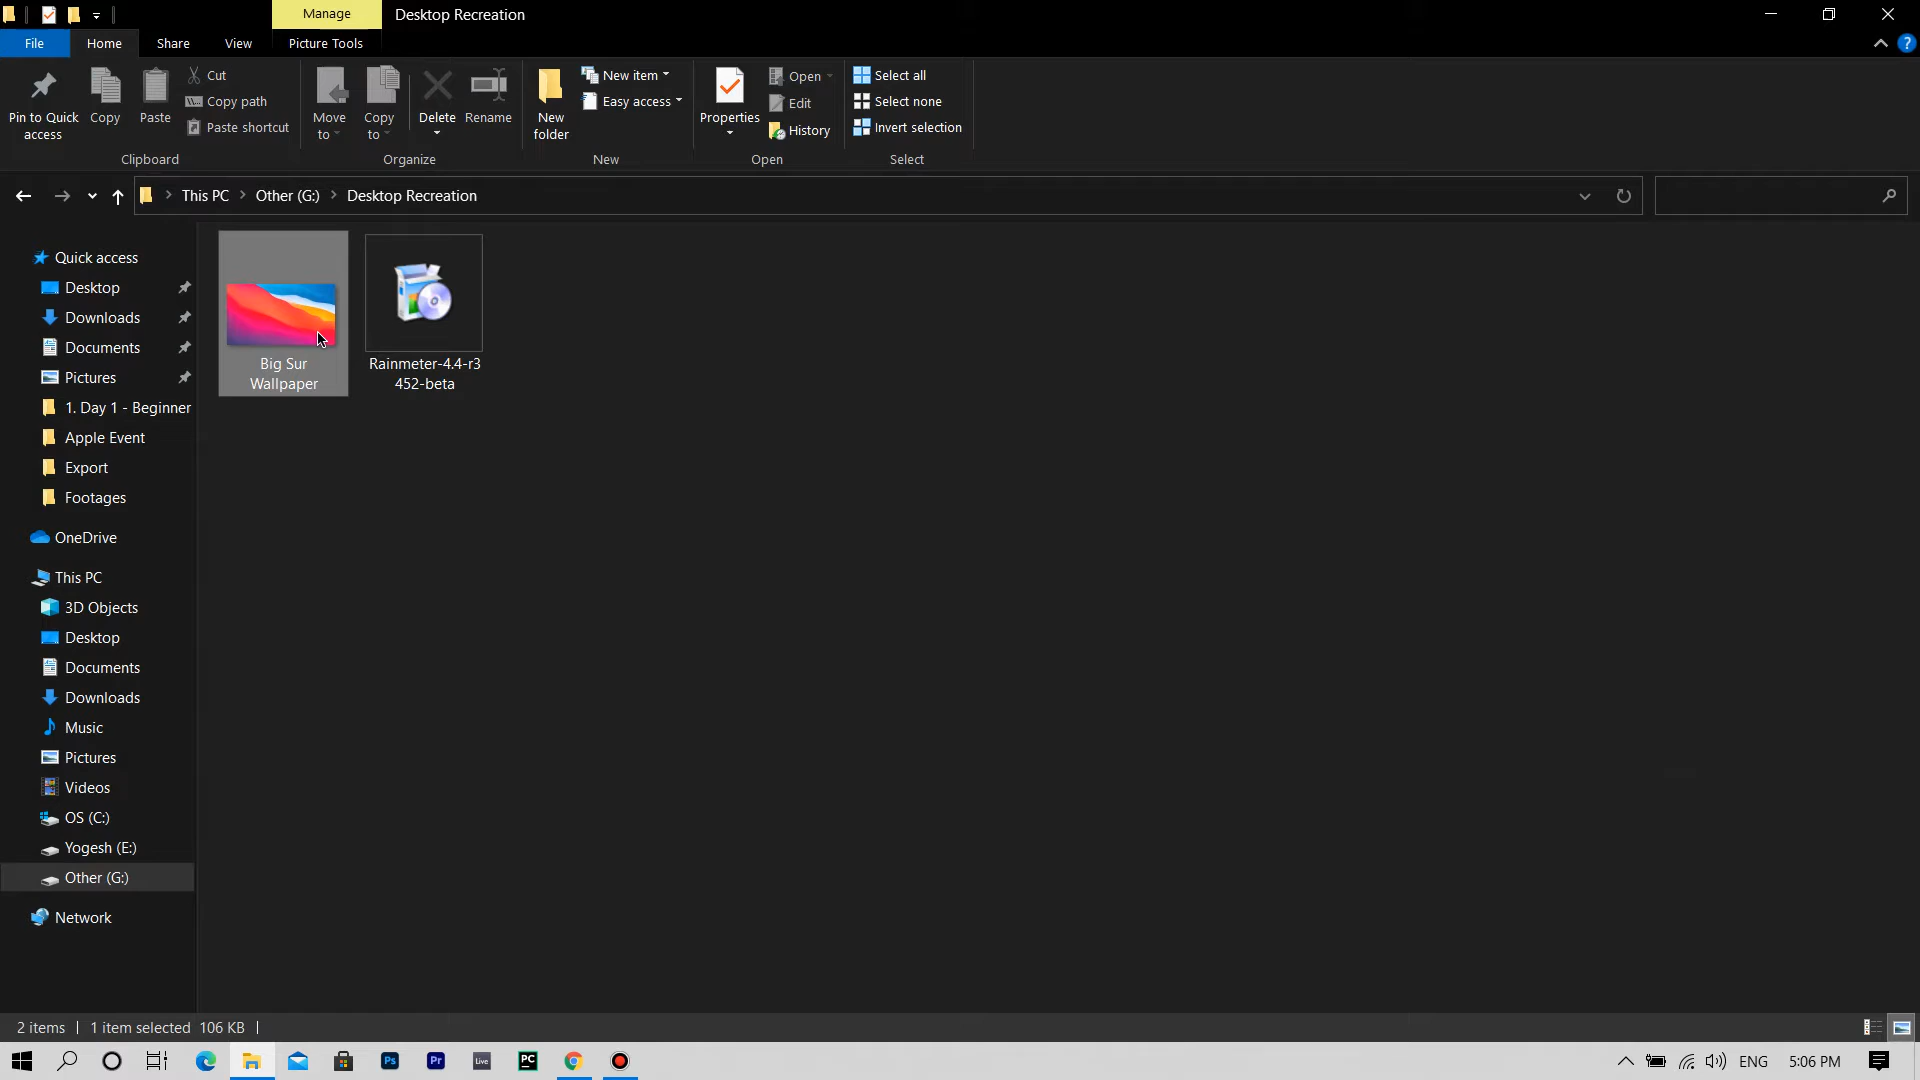 Manage
Desktop Recreation
File
Home
Share
View
Picture Tools
Pin to Quick
access
Copy
Paste
Cut
Copy path
Paste shortcut
Clipboard
Move
to
Copy
to
Delete
Rename
Organize
New
folder
New item
Easy access
New
Properties
Open
Edit
History
Open
Select all
Select none
Invert selection
Select
This PC
Other (G:)
Desktop Recreation
Quick access
Desktop
Downloads
Documents
Pictures
1. Day 1 - Beginner
Apple Event
Export
Footages
OneDrive
This PC
3D Objects
Desktop
Documents
Downloads
Music
Pictures
Videos
OS (C:)
Yogesh (E:)
Other (G:)
Network
Big Sur
Wallpaper
Rainmeter-4.4-r3
452-beta
2 items
1 item selected 106 KB
Ps
Pr
Live
PC
ENG
5:06 PM